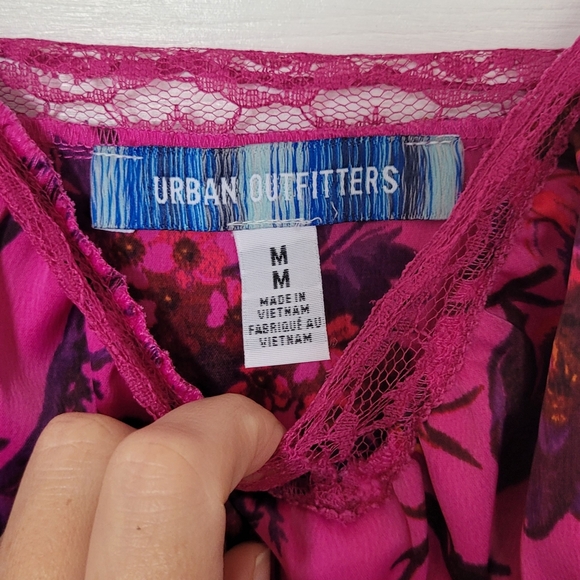 URBAN OUTFITTERS
M
M
MADE IN
VIETNAM
FABRIQUÉ AU
VIETNAM